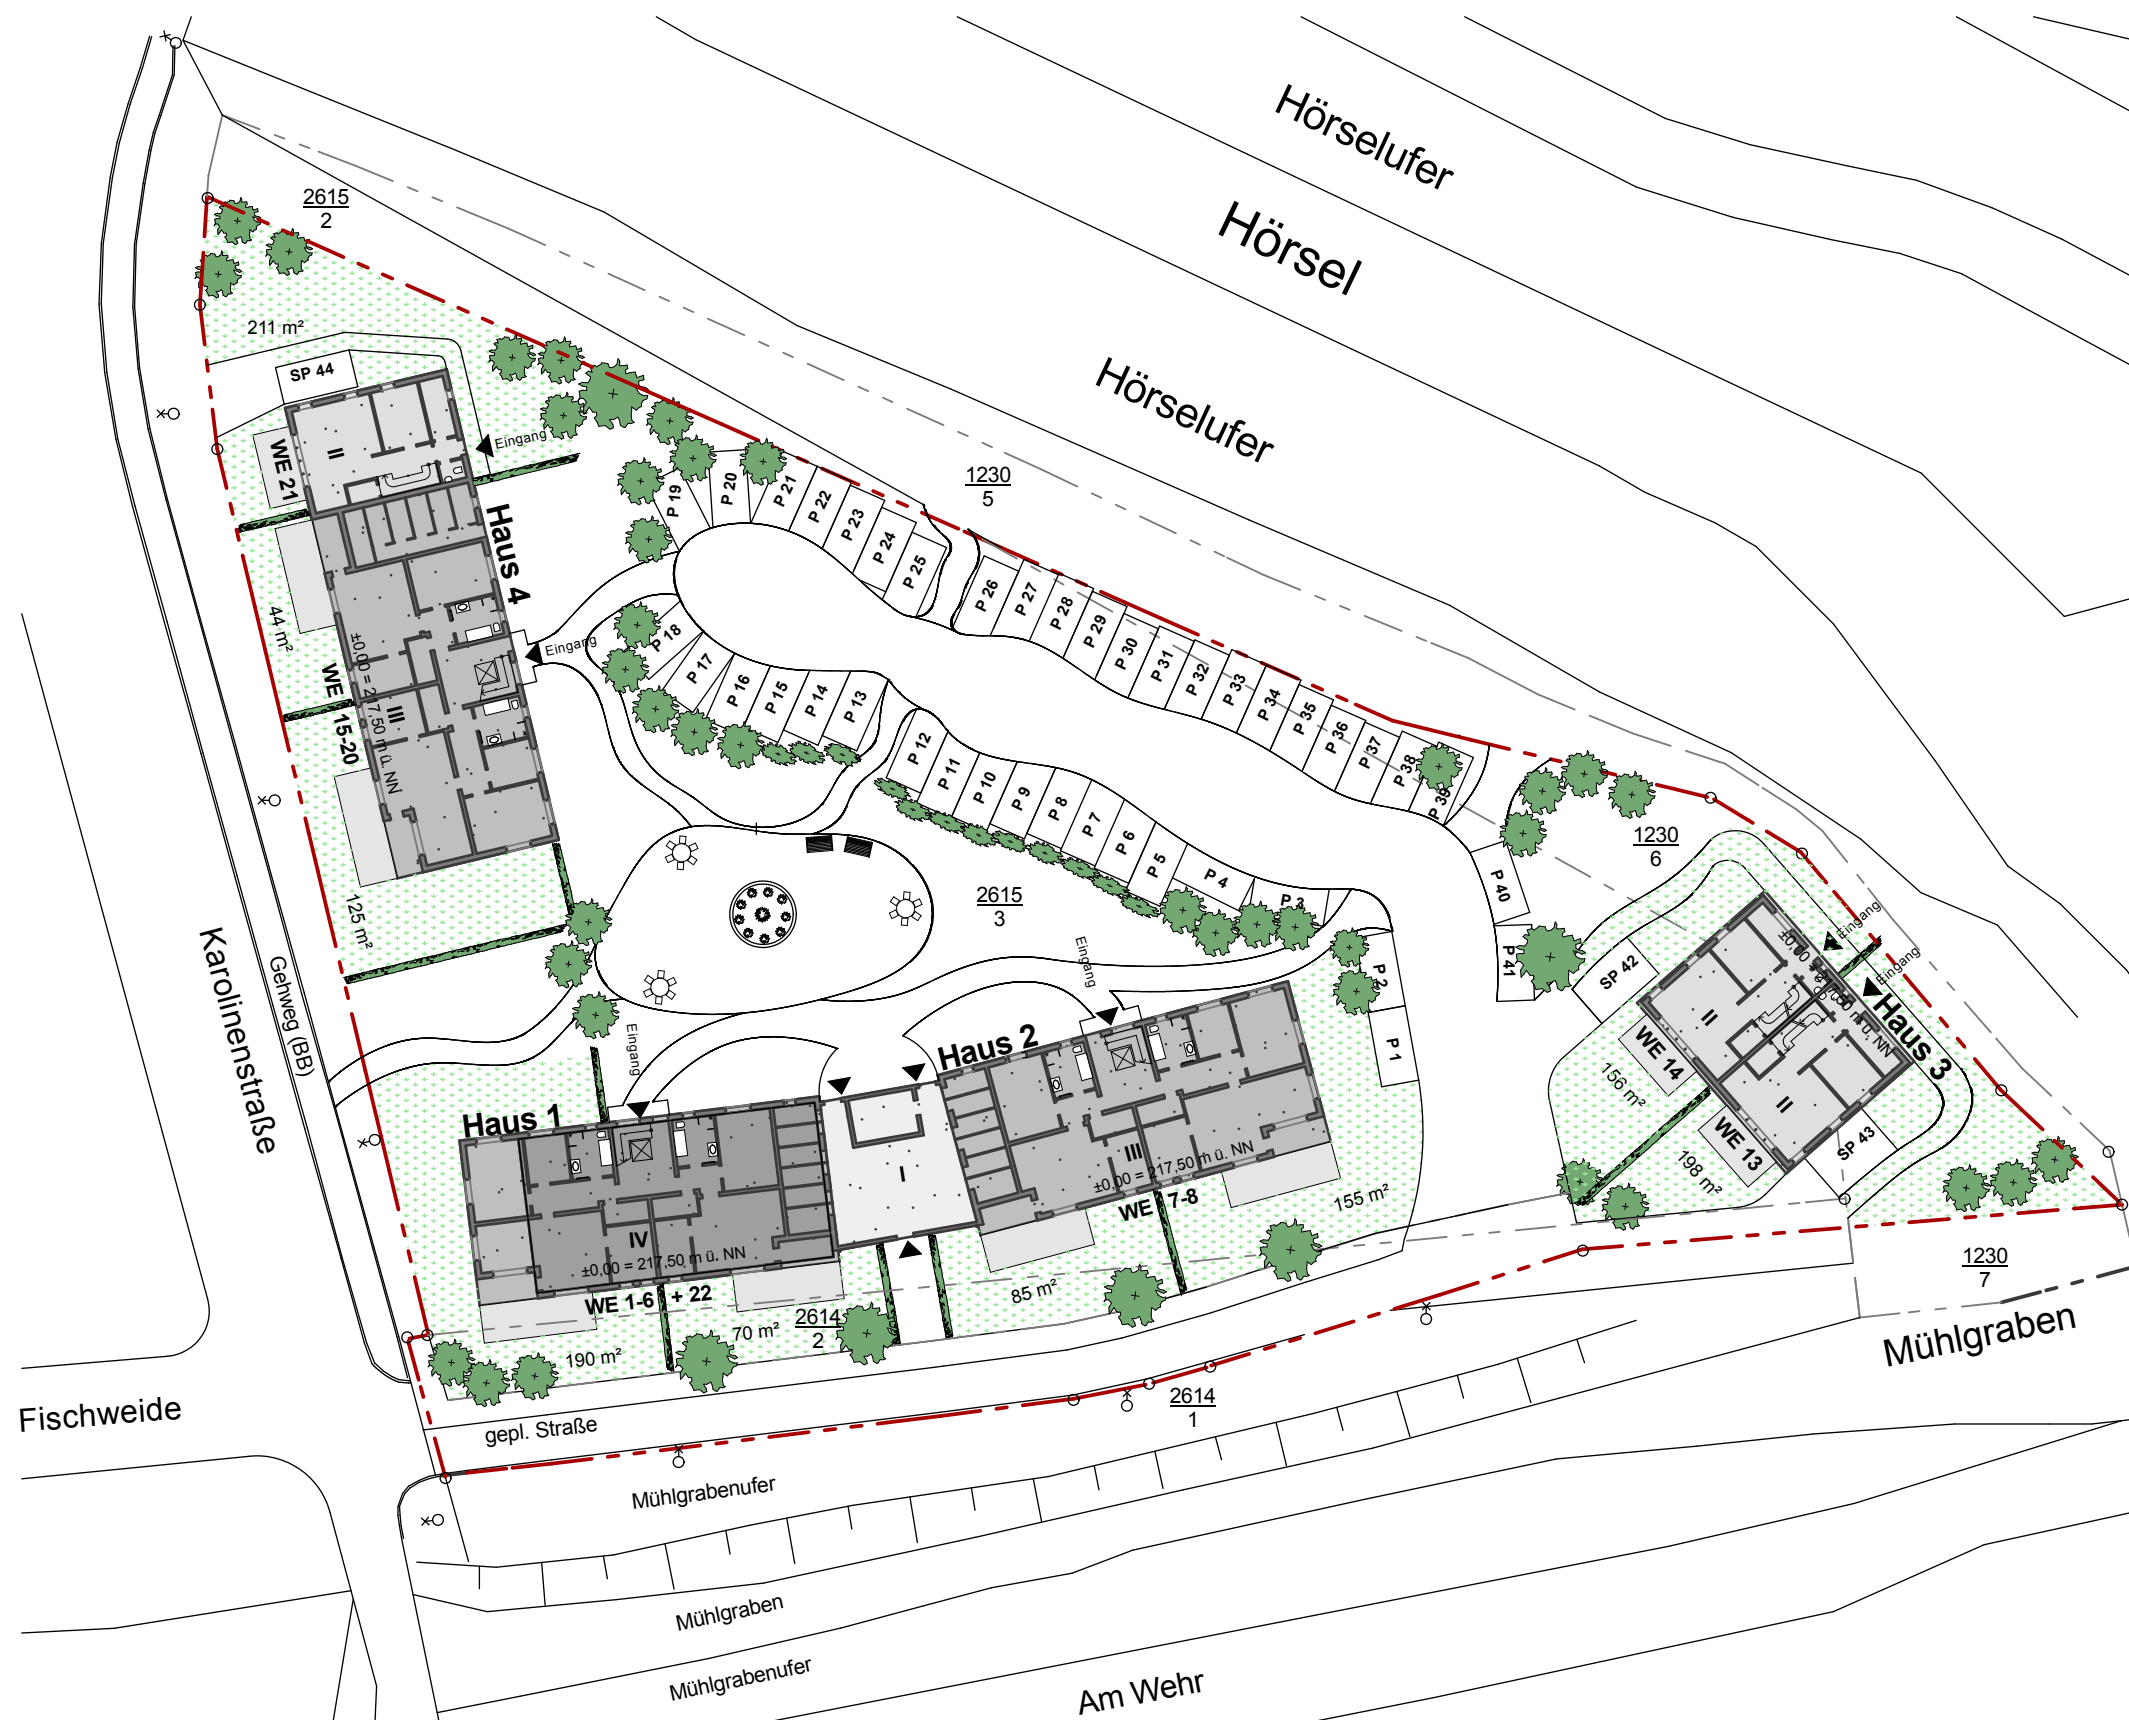 Hörselufer
Hörsel
Hörselufer
2615
2
211 m²
SP 44
II
WE 21
Eingang
Haus 4
44 m²
Eingang
WE 15-20
III
±0,00 = 217,50 m ü. NN
125 m²
Karolinenstraße
Gehweg (BB)
1230
5
P 19
P 20
P 21
P 22
P 23
P 24
P 25
P 26
P 27
P 28
P 29
P 30
P 31
P 32
P 33
P 34
P 35
P 36
P 37
P 38
P 39
P 40
P 41
P 18
P 17
P 16
P 15
P 14
P 13
P 12
P 11
P 10
P 9
P 8
P 7
P 6
P 5
P 4
P 3
P 2
P 1
2615
3
1230
6
Eingang
Eingang
SP 42
II
WE 14
Haus 3
156 m²
II
WE 13
SP 43
198 m²
Eingang
Eingang
Haus 2
Haus 1
I
III
±0,00 = 217,50 m ü. NN
WE 7-8
155 m²
IV
±0,00 = 217,50 m ü. NN
WE 1-6 + 22
85 m²
70 m²
2614
2
190 m²
1230
7
Mühlgraben
Fischweide
gepl. Straße
2614
1
Mühlgrabenufer
Mühlgraben
Mühlgrabenufer
Am Wehr